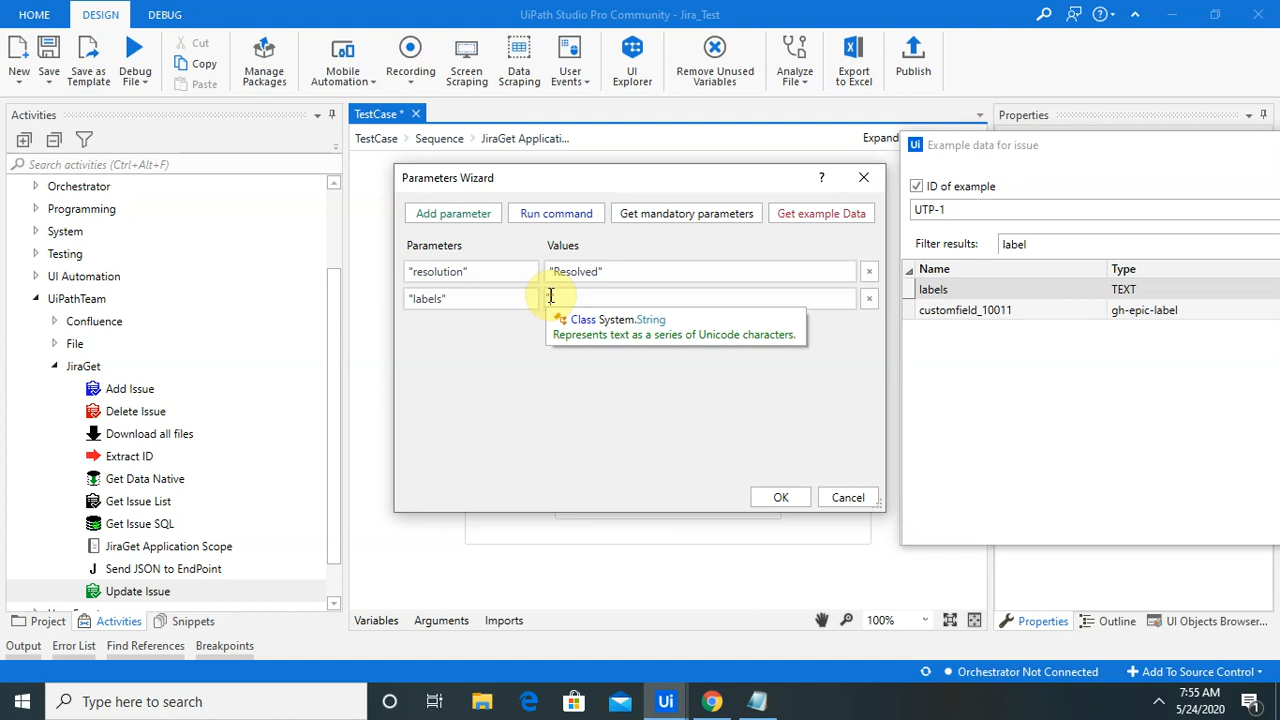 HOME DESIGN DEBUG UiPath Studio Pro Community - Jira_Test
New Save Save as Template Debug File Cut Copy Paste Manage Packages Mobile Automation Recording Screen Scraping Data Scraping User Events UI Explorer Remove Unused Variables Analyze File Export to Excel Publish
Activities
Search activities (Ctrl+Alt+F)
Orchestrator
Programming
System
Testing
UI Automation
UiPathTeam
Confluence
File
JiraGet
Add Issue
Delete Issue
Download all files
Extract ID
Get Data Native
Get Issue List
Get Issue SQL
JiraGet Application Scope
Send JSON to EndPoint
Update Issue
Project Activities Snippets
TestCase *
TestCase > Sequence > JiraGet Applicati... Expand
Parameters Wizard ?
Add parameter Run command Get mandatory parameters Get example Data
Parameters Values
"resolution" "Resolved"
"labels" "
Class System.String
Represents text as a series of Unicode characters.
OK Cancel
Variables Arguments Imports 100%
Properties
Ui Example data for issue
ID of example
UTP-1
Filter results: label
Name Type
labels TEXT
customfield_10011 gh-epic-label
Properties Outline UI Objects Browser...
Output Error List Find References Breakpoints
Orchestrator Not Connected Add To Source Control
Type here to search
Ui
7:55 AM
5/24/2020
1